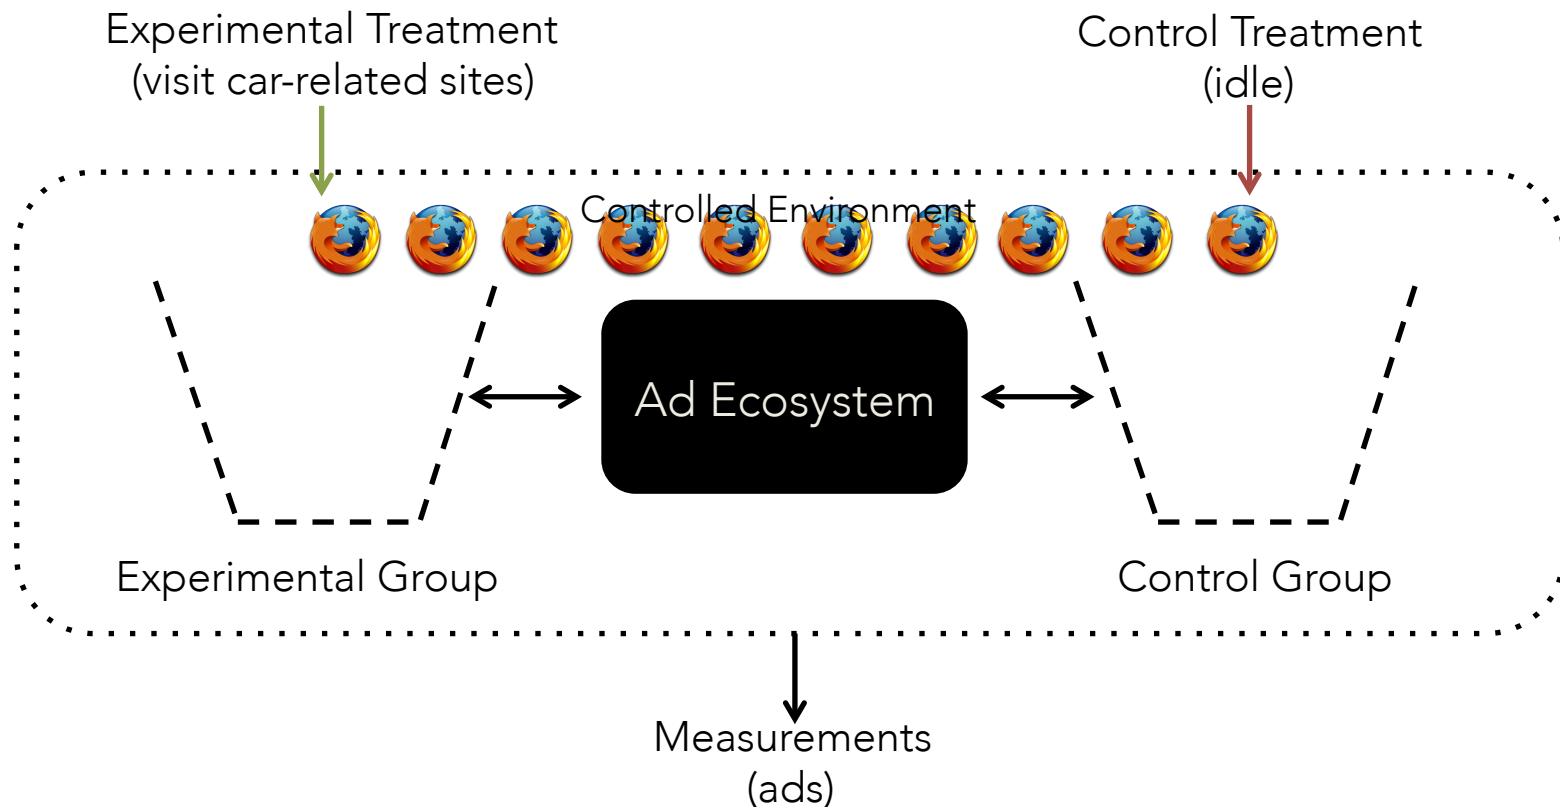 Experimental Treatment
(visit car-related sites)
Control Treatment
(idle)
Controlled Environment
Ad Ecosystem
Experimental Group
Control Group
Measurements
(ads)